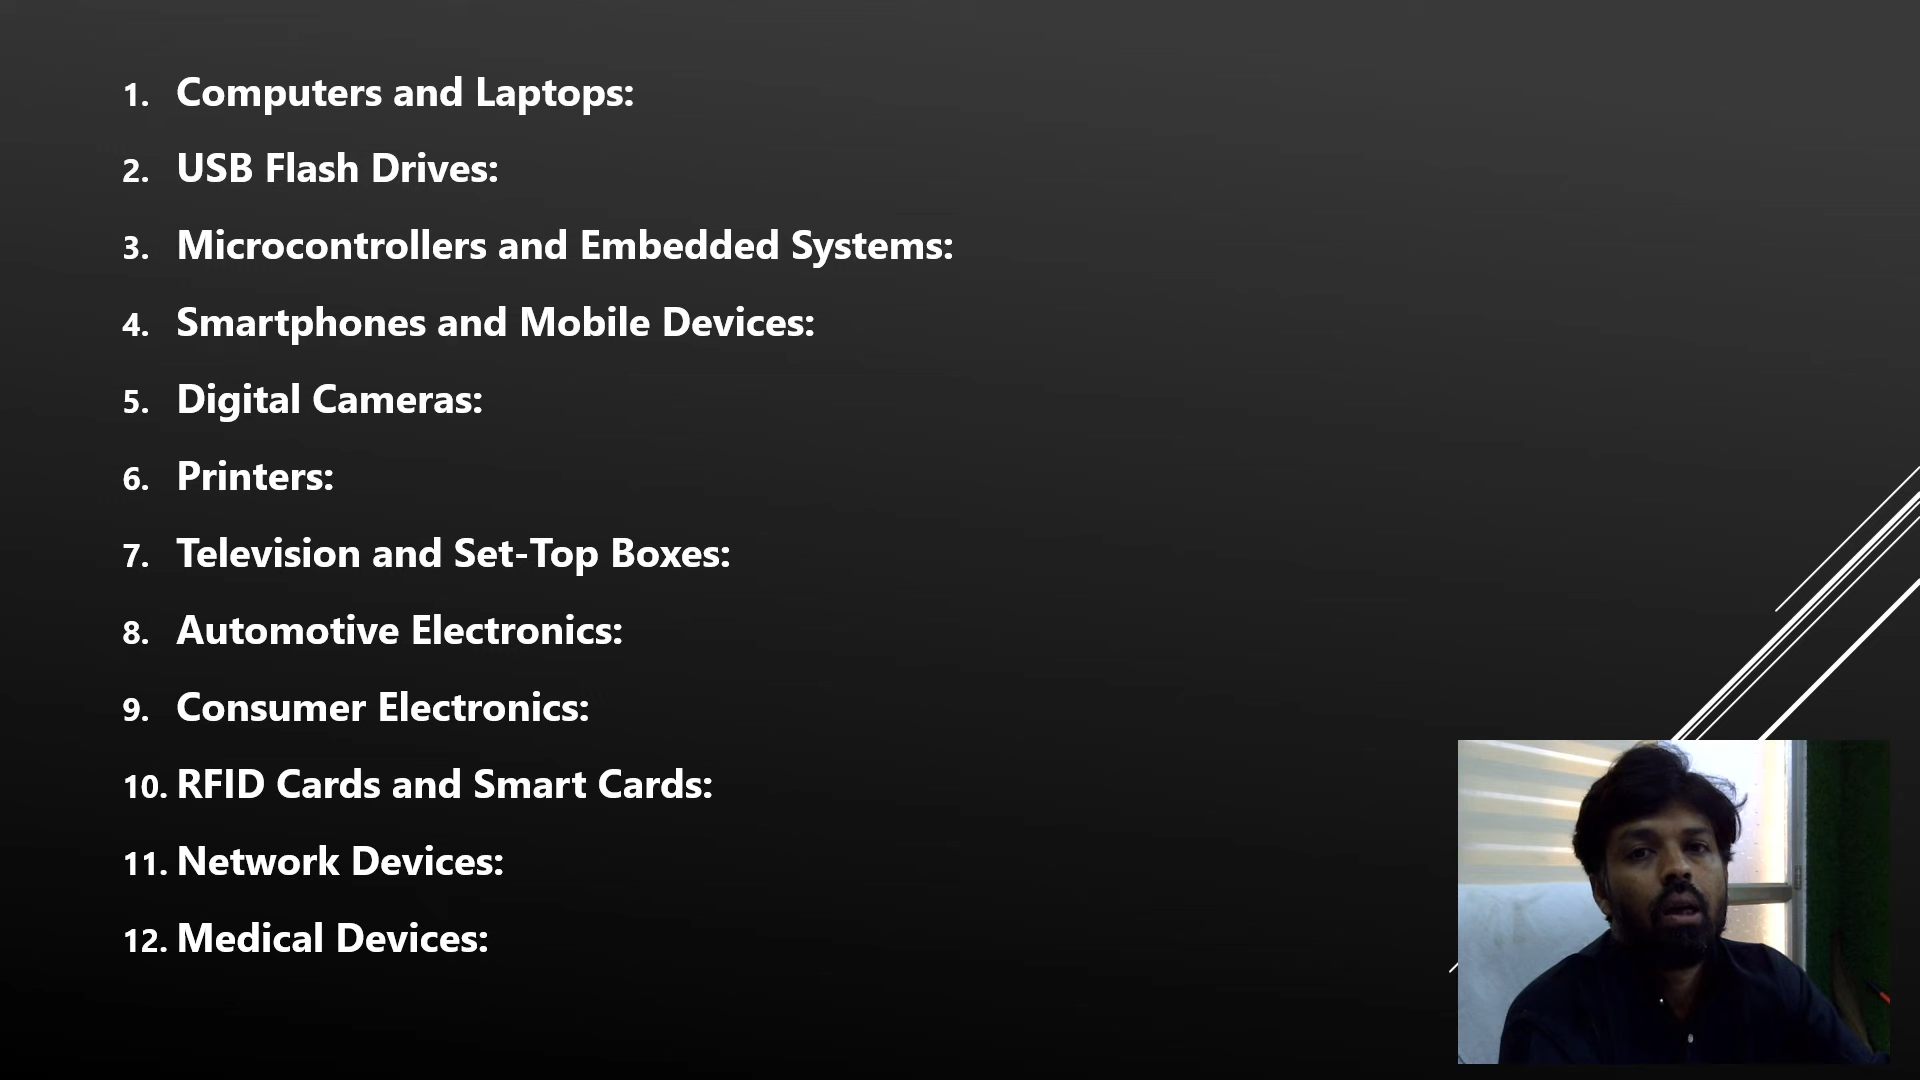 1. Computers and Laptops:
2. USB Flash Drives:
3. Microcontrollers and Embedded Systems:
4. Smartphones and Mobile Devices:
5. Digital Cameras:
6. Printers:
7. Television and Set-Top Boxes:
8. Automotive Electronics:
9. Consumer Electronics:
10. RFID Cards and Smart Cards:
11. Network Devices:
12. Medical Devices: